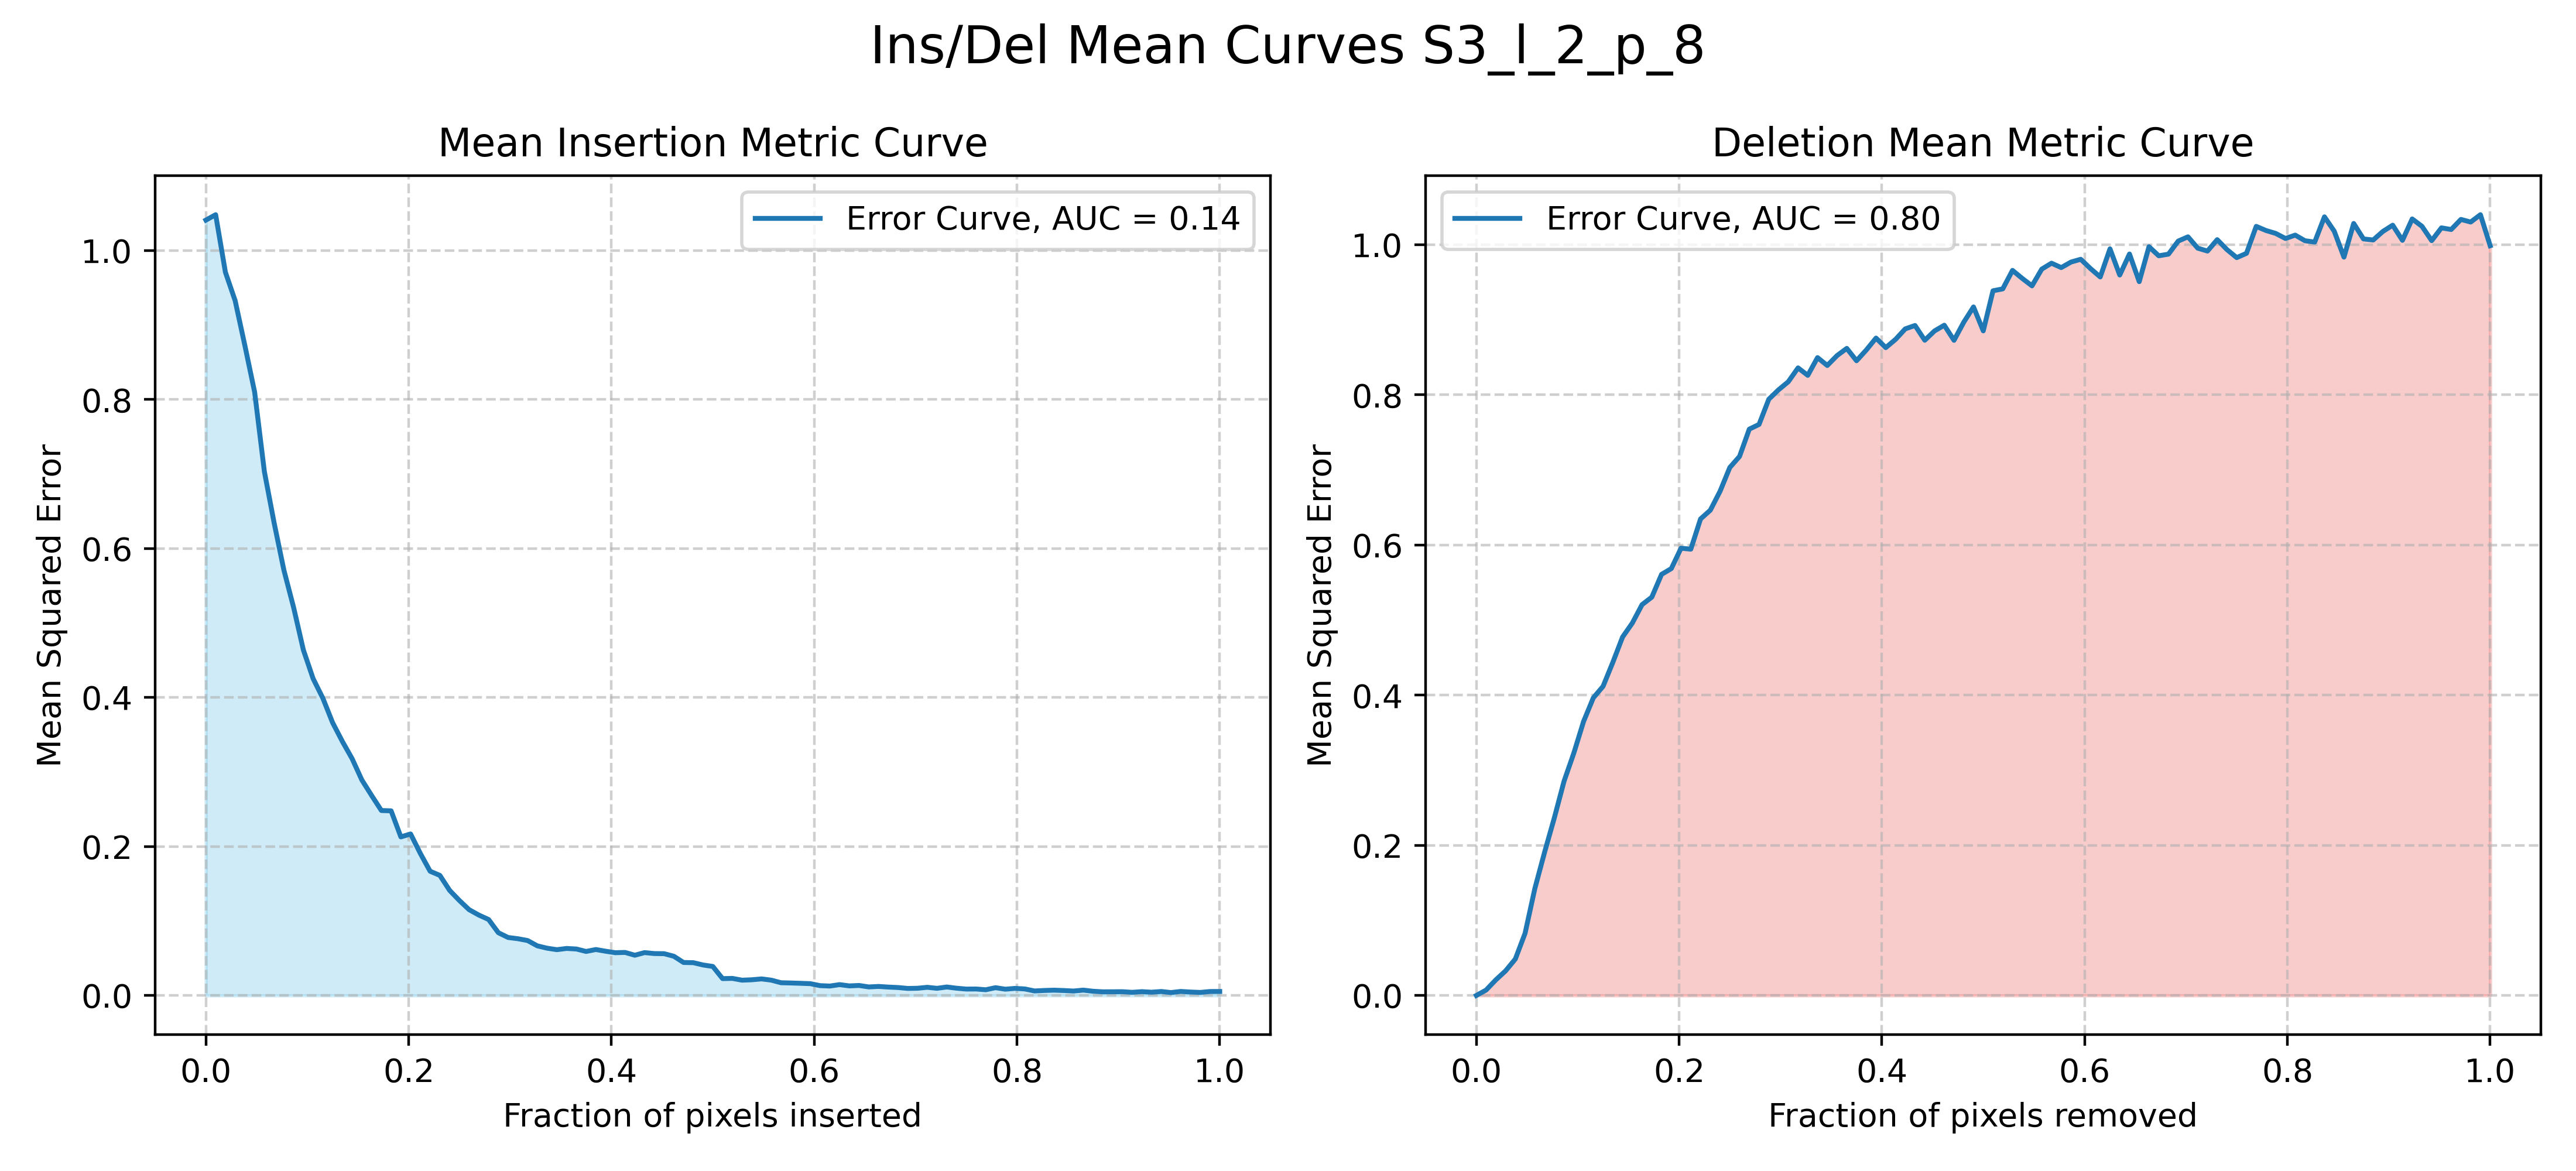 Ins/Del Mean Curves S3_l_2_p_8
Mean Insertion Metric Curve
Error Curve, AUC = 0.14
Mean Squared Error
1.0
0.8
0.6
0.4
0.2
0.0
0.0 0.2 0.4 0.6 0.8 1.0
Fraction of pixels inserted
Deletion Mean Metric Curve
Error Curve, AUC = 0.80
Mean Squared Error
1.0
0.8
0.6
0.4
0.2
0.0
0.0 0.2 0.4 0.6 0.8 1.0
Fraction of pixels removed